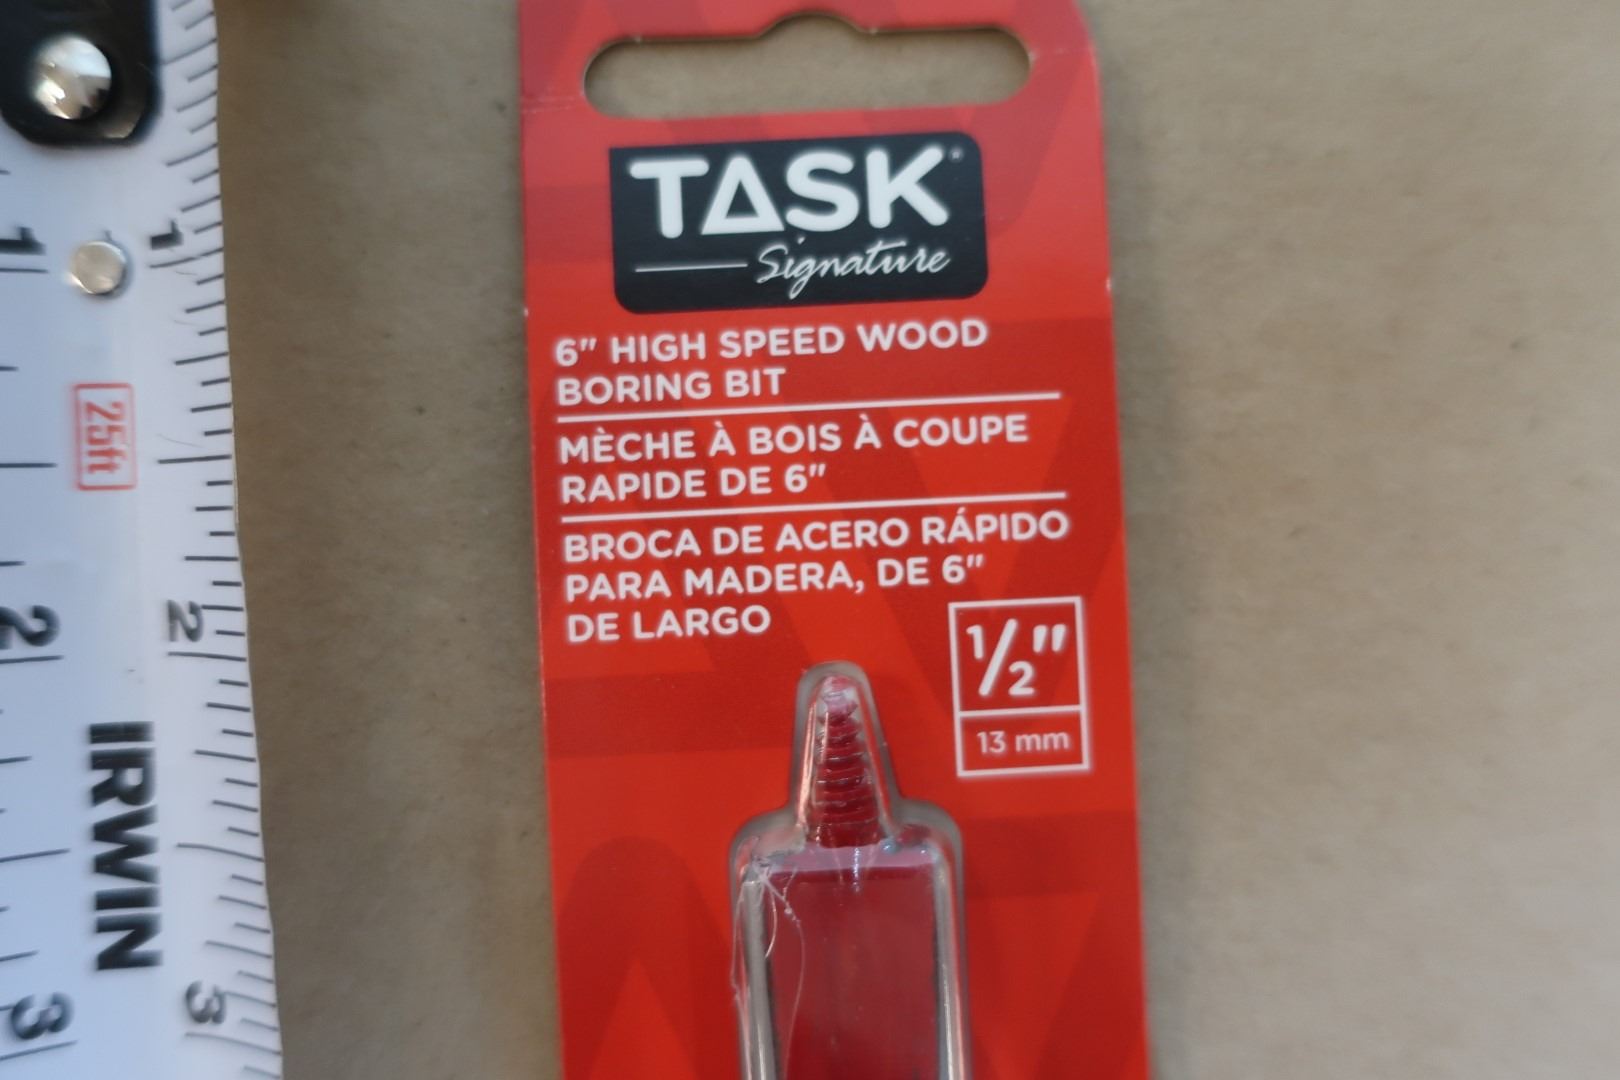 TASK®
Signature
6" HIGH SPEED WOOD
BORING BIT
MÈCHE À BOIS À COUPE
RAPIDE DE 6"
BROCA DE ACERO RÁPIDO
PARA MADERA, DE 6"
DE LARGO
1/2"
13 mm
1
1
25ft
2
2
IRWIN
3
3